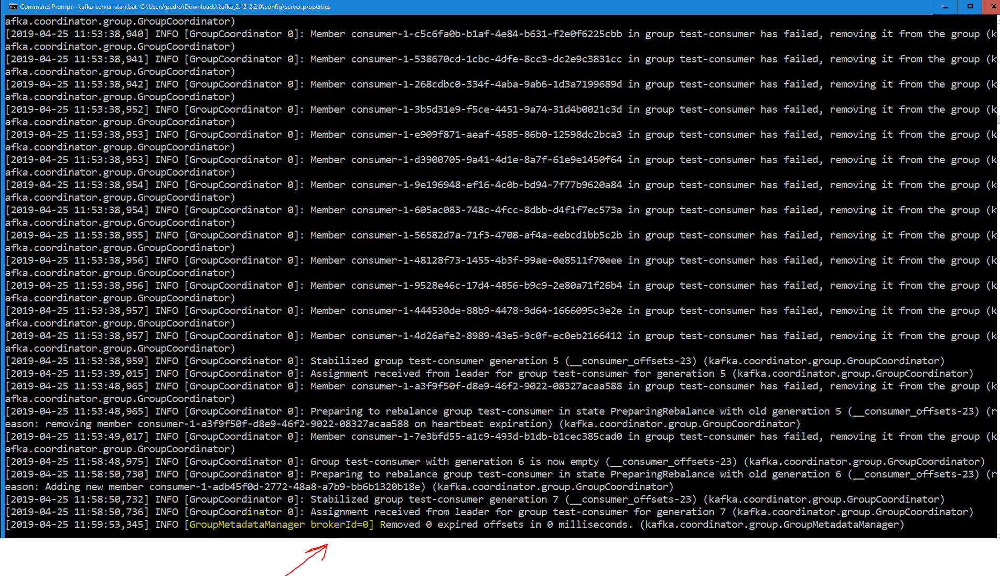 Command Prompt - kafka-server-start.bat  C:\Users\pedro\Downloads\kafka_2.12-2.2.0\config\server.properties
afka.coordinator.group.GroupCoordinator)
[2019-04-25 11:53:38,940] INFO [GroupCoordinator 0]: Member consumer-1-c5c6fa0b-b1af-4e84-b631-f2e0f6225cbb in group test-consumer has failed, removing it from the group (k
afka.coordinator.group.GroupCoordinator)
[2019-04-25 11:53:38,941] INFO [GroupCoordinator 0]: Member consumer-1-538670cd-1cbc-4dfe-8cc3-dc2e9c3831cc in group test-consumer has failed, removing it from the group (k
afka.coordinator.group.GroupCoordinator)
[2019-04-25 11:53:38,942] INFO [GroupCoordinator 0]: Member consumer-1-268cdbc0-334f-4aba-9ab6-1d3a7199689d in group test-consumer has failed, removing it from the group (k
afka.coordinator.group.GroupCoordinator)
[2019-04-25 11:53:38,952] INFO [GroupCoordinator 0]: Member consumer-1-3b5d31e9-f5ce-4451-9a74-31d4b0021c3d in group test-consumer has failed, removing it from the group (k
afka.coordinator.group.GroupCoordinator)
[2019-04-25 11:53:38,953] INFO [GroupCoordinator 0]: Member consumer-1-e909f871-aeaf-4585-86b0-12598dc2bca3 in group test-consumer has failed, removing it from the group (k
afka.coordinator.group.GroupCoordinator)
[2019-04-25 11:53:38,953] INFO [GroupCoordinator 0]: Member consumer-1-d3900705-9a41-4d1e-8a7f-61e9e1450f64 in group test-consumer has failed, removing it from the group (k
afka.coordinator.group.GroupCoordinator)
[2019-04-25 11:53:38,954] INFO [GroupCoordinator 0]: Member consumer-1-9e196948-ef16-4c0b-bd94-7f77b9620a84 in group test-consumer has failed, removing it from the group (k
afka.coordinator.group.GroupCoordinator)
[2019-04-25 11:53:38,954] INFO [GroupCoordinator 0]: Member consumer-1-605ac083-748c-4fcc-8dbb-d4f1f7ec573a in group test-consumer has failed, removing it from the group (k
afka.coordinator.group.GroupCoordinator)
[2019-04-25 11:53:38,955] INFO [GroupCoordinator 0]: Member consumer-1-56582d7a-71f3-4708-af4a-eebcd1bb5c2b in group test-consumer has failed, removing it from the group (k
afka.coordinator.group.GroupCoordinator)
[2019-04-25 11:53:38,956] INFO [GroupCoordinator 0]: Member consumer-1-48128f73-1455-4b3f-99ae-0e8511f70eee in group test-consumer has failed, removing it from the group (k
afka.coordinator.group.GroupCoordinator)
[2019-04-25 11:53:38,956] INFO [GroupCoordinator 0]: Member consumer-1-9528e46c-17d4-4856-b9c9-2e80a71f26b4 in group test-consumer has failed, removing it from the group (k
afka.coordinator.group.GroupCoordinator)
[2019-04-25 11:53:38,957] INFO [GroupCoordinator 0]: Member consumer-1-444530de-88b9-4478-9d64-1666095c3e2e in group test-consumer has failed, removing it from the group (k
afka.coordinator.group.GroupCoordinator)
[2019-04-25 11:53:38,957] INFO [GroupCoordinator 0]: Member consumer-1-4d26afe2-8989-43e5-9c0f-ec0eb2166412 in group test-consumer has failed, removing it from the group (k
afka.coordinator.group.GroupCoordinator)
[2019-04-25 11:53:38,959] INFO [GroupCoordinator 0]: Stabilized group test-consumer generation 5 (__consumer_offsets-23) (kafka.coordinator.group.GroupCoordinator)
[2019-04-25 11:53:39,015] INFO [GroupCoordinator 0]: Assignment received from leader for group test-consumer for generation 5 (kafka.coordinator.group.GroupCoordinator)
[2019-04-25 11:53:48,965] INFO [GroupCoordinator 0]: Member consumer-1-a3f9f50f-d8e9-46f2-9022-08327acaa588 in group test-consumer has failed, removing it from the group (k
afka.coordinator.group.GroupCoordinator)
[2019-04-25 11:53:48,965] INFO [GroupCoordinator 0]: Preparing to rebalance group test-consumer in state PreparingRebalance with old generation 5 (__consumer_offsets-23) (r
eason: removing member consumer-1-a3f9f50f-d8e9-46f2-9022-08327acaa588 on heartbeat expiration) (kafka.coordinator.group.GroupCoordinator)
[2019-04-25 11:53:49,017] INFO [GroupCoordinator 0]: Member consumer-1-7e3bfd55-a1c9-493d-b1db-b1cec385cad0 in group test-consumer has failed, removing it from the group (k
afka.coordinator.group.GroupCoordinator)
[2019-04-25 11:58:48,975] INFO [GroupCoordinator 0]: Group test-consumer with generation 6 is now empty (__consumer_offsets-23) (kafka.coordinator.group.GroupCoordinator)
[2019-04-25 11:58:50,730] INFO [GroupCoordinator 0]: Preparing to rebalance group test-consumer in state PreparingRebalance with old generation 6 (__consumer_offsets-23) (r
eason: Adding new member consumer-1-adb45f0d-2772-48a8-a7b9-bb6b1320b18e) (kafka.coordinator.group.GroupCoordinator)
[2019-04-25 11:58:50,732] INFO [GroupCoordinator 0]: Stabilized group test-consumer generation 7 (__consumer_offsets-23) (kafka.coordinator.group.GroupCoordinator)
[2019-04-25 11:58:50,736] INFO [GroupCoordinator 0]: Assignment received from leader for group test-consumer for generation 7 (kafka.coordinator.group.GroupCoordinator)
[2019-04-25 11:59:53,345] INFO [GroupMetadataManager brokerId=0] Removed 0 expired offsets in 0 milliseconds. (kafka.coordinator.group.GroupMetadataManager)